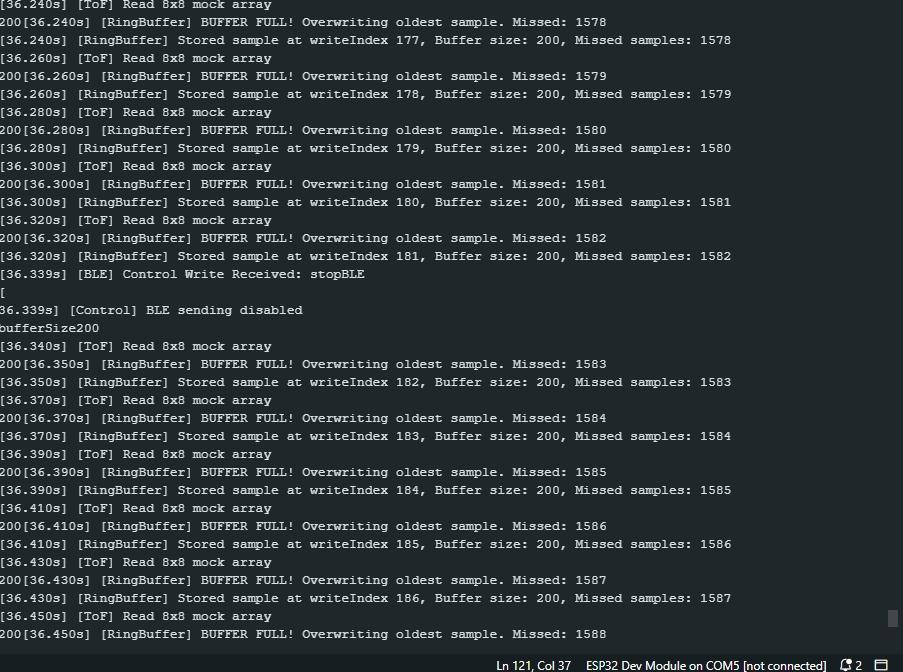 [36.240s] [ToF] Read 8x8 mock array
200[36.240s] [RingBuffer] BUFFER FULL! Overwriting oldest sample. Missed: 1578
[36.240s] [RingBuffer] Stored sample at writeIndex 177, Buffer size: 200, Missed samples: 1578
[36.260s] [ToF] Read 8x8 mock array
200[36.260s] [RingBuffer] BUFFER FULL! Overwriting oldest sample. Missed: 1579
[36.260s] [RingBuffer] Stored sample at writeIndex 178, Buffer size: 200, Missed samples: 1579
[36.280s] [ToF] Read 8x8 mock array
200[36.280s] [RingBuffer] BUFFER FULL! Overwriting oldest sample. Missed: 1580
[36.280s] [RingBuffer] Stored sample at writeIndex 179, Buffer size: 200, Missed samples: 1580
[36.300s] [ToF] Read 8x8 mock array
200[36.300s] [RingBuffer] BUFFER FULL! Overwriting oldest sample. Missed: 1581
[36.300s] [RingBuffer] Stored sample at writeIndex 180, Buffer size: 200, Missed samples: 1581
[36.320s] [ToF] Read 8x8 mock array
200[36.320s] [RingBuffer] BUFFER FULL! Overwriting oldest sample. Missed: 1582
[36.320s] [RingBuffer] Stored sample at writeIndex 181, Buffer size: 200, Missed samples: 1582
[36.339s] [BLE] Control Write Received: stopBLE
[
36.339s] [Control] BLE sending disabled
bufferSize200
[36.340s] [ToF] Read 8x8 mock array
200[36.350s] [RingBuffer] BUFFER FULL! Overwriting oldest sample. Missed: 1583
[36.350s] [RingBuffer] Stored sample at writeIndex 182, Buffer size: 200, Missed samples: 1583
[36.370s] [ToF] Read 8x8 mock array
200[36.370s] [RingBuffer] BUFFER FULL! Overwriting oldest sample. Missed: 1584
[36.370s] [RingBuffer] Stored sample at writeIndex 183, Buffer size: 200, Missed samples: 1584
[36.390s] [ToF] Read 8x8 mock array
200[36.390s] [RingBuffer] BUFFER FULL! Overwriting oldest sample. Missed: 1585
[36.390s] [RingBuffer] Stored sample at writeIndex 184, Buffer size: 200, Missed samples: 1585
[36.410s] [ToF] Read 8x8 mock array
200[36.410s] [RingBuffer] BUFFER FULL! Overwriting oldest sample. Missed: 1586
[36.410s] [RingBuffer] Stored sample at writeIndex 185, Buffer size: 200, Missed samples: 1586
[36.430s] [ToF] Read 8x8 mock array
200[36.430s] [RingBuffer] BUFFER FULL! Overwriting oldest sample. Missed: 1587
[36.430s] [RingBuffer] Stored sample at writeIndex 186, Buffer size: 200, Missed samples: 1587
[36.450s] [ToF] Read 8x8 mock array
200[36.450s] [RingBuffer] BUFFER FULL! Overwriting oldest sample. Missed: 1588
Ln 121, Col 37 ESP32 Dev Module on COM5 [not connected] 2